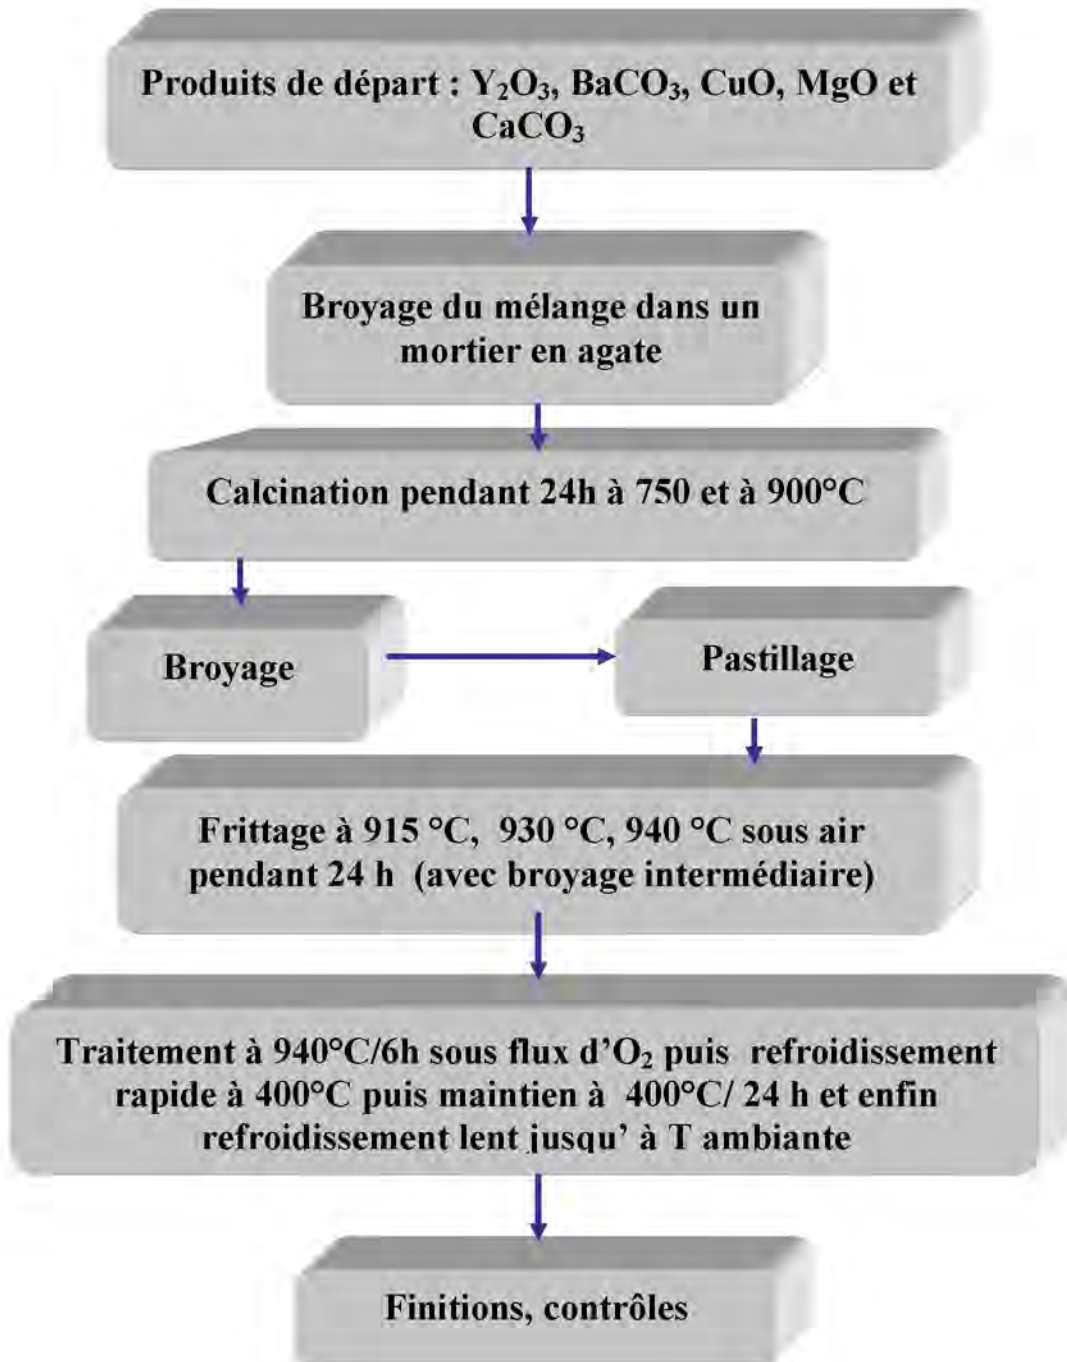 Produits de départ : Y₂O₃, BaCO₃, CuO, MgO et
CaCO₃
Broyage du mélange dans un
mortier en agate
Calcination pendant 24h à 750 et à 900°C
Broyage
Pastillage
Frittage à 915 °C, 930 °C, 940 °C sous air
pendant 24 h (avec broyage intermédiaire)
Traitement à 940°C/6h sous flux d’O₂ puis refroidissement
rapide à 400°C puis maintien à 400°C/ 24 h et enfin
refroidissement lent jusqu’ à T ambiante
Finitions, contrôles